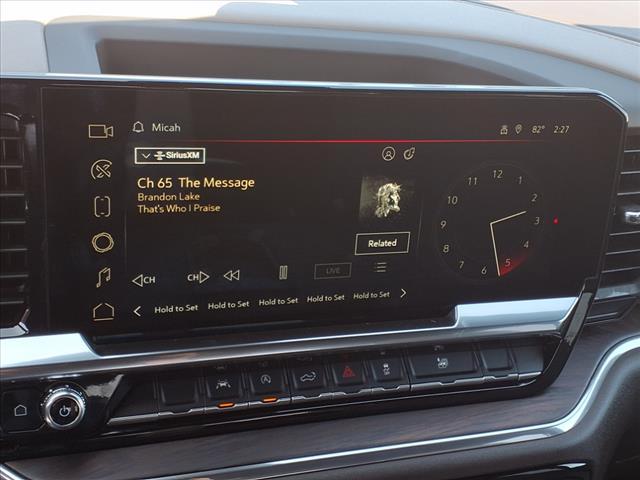 Micah
82° 2:27
SiriusXM
Ch 65 The Message
Brandon Lake
That's Who I Praise
Related
CH CH LIVE
Hold to Set Hold to Set Hold to Set Hold to Set Hold to Set
12
1
2
3
4
5
6
7
8
9
10
11